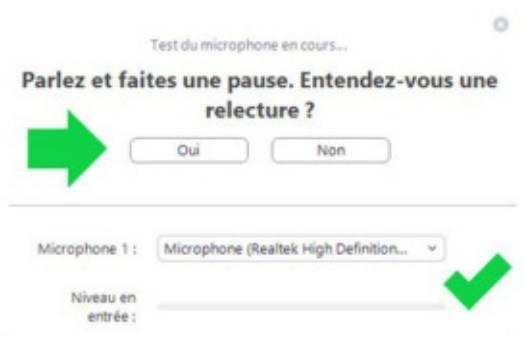 Test du microphone en cours...
Parlez et faites une pause. Entendez-vous une
relecture ?
Oui Non
Microphone 1 : Microphone (Realtek High Definition...
Niveau en
entrée :